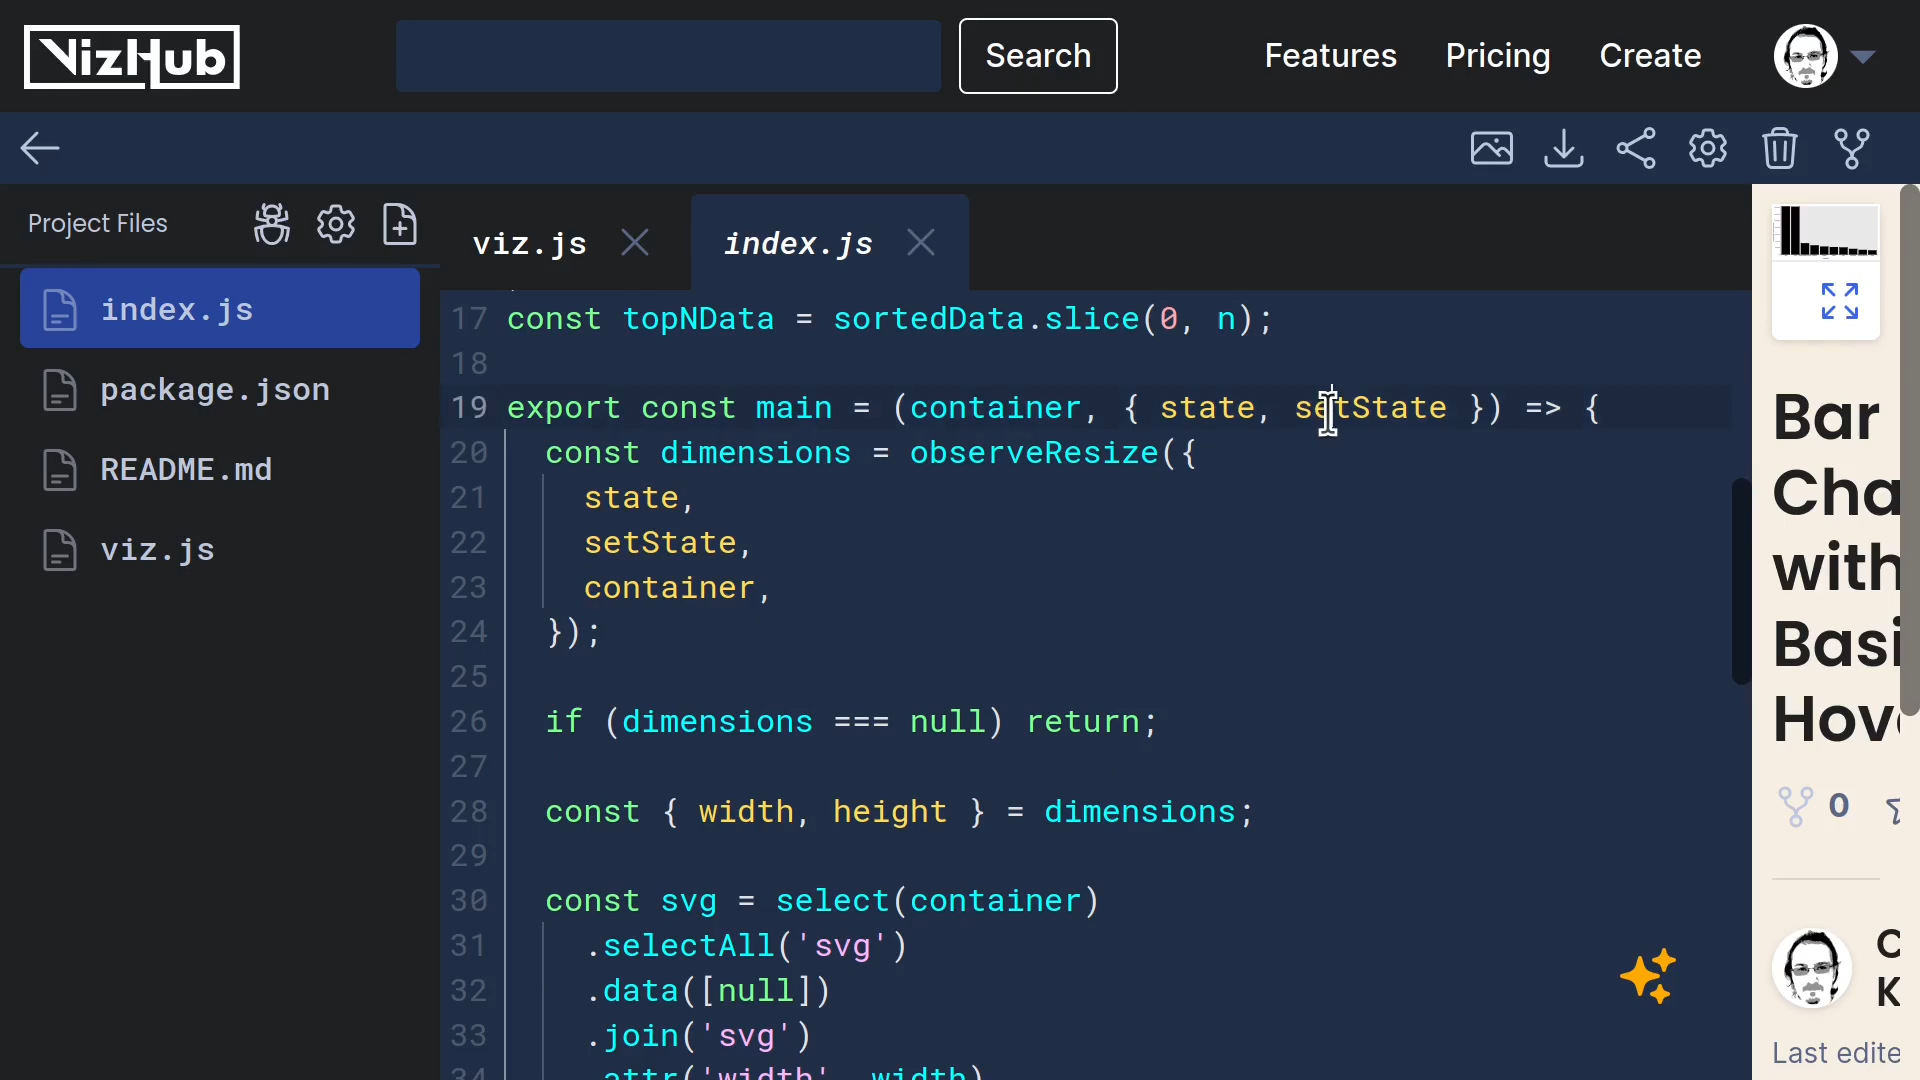 VizHub
Search
Features
Pricing
Create
Project Files
index.js
package.json
README.md
viz.js
viz.js
index.js
17 const topNData = sortedData.slice(0, n);
18
19 export const main = (container, { state, setState }) => {
20 const dimensions = observeResize({
21 state,
22 setState,
23 container,
24 });
25
26 if (dimensions === null) return;
27
28 const { width, height } = dimensions;
29
30 const svg = select(container)
31 .selectAll('svg')
32 .data([null])
33 .join('svg')
34 .attr('width', width)
Bar
Cha
with
Basi
Hov
0
C
K
Last edite